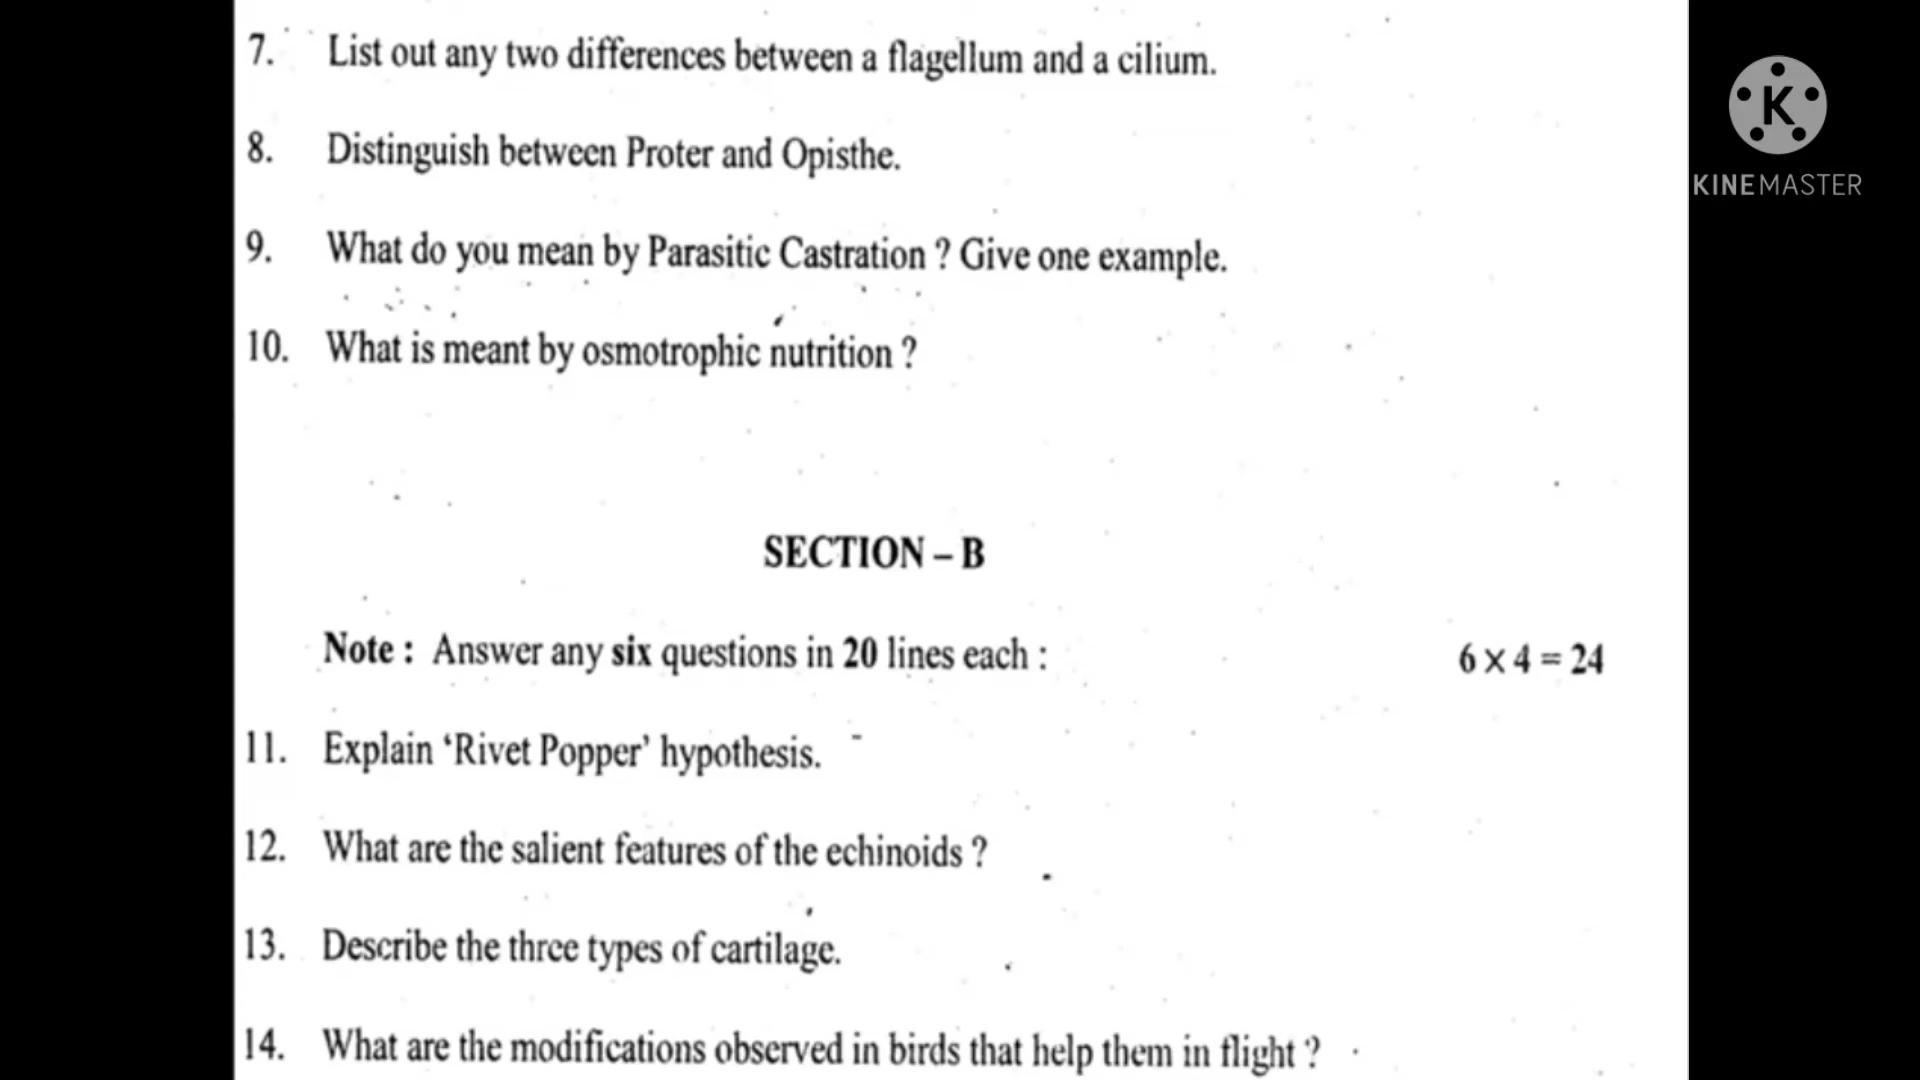 7. List out any two differences between a flagellum and a cilium.
8. Distinguish between Proter and Opisthe.
9. What do you mean by Parasitic Castration ? Give one example.
10. What is meant by osmotrophic nutrition ?
SECTION – B
Note : Answer any six questions in 20 lines each : 6 × 4 = 24
11. Explain ‘Rivet Popper’ hypothesis.
12. What are the salient features of the echinoids ?
13. Describe the three types of cartilage.
14. What are the modifications observed in birds that help them in flight ?
K
KINEMASTER